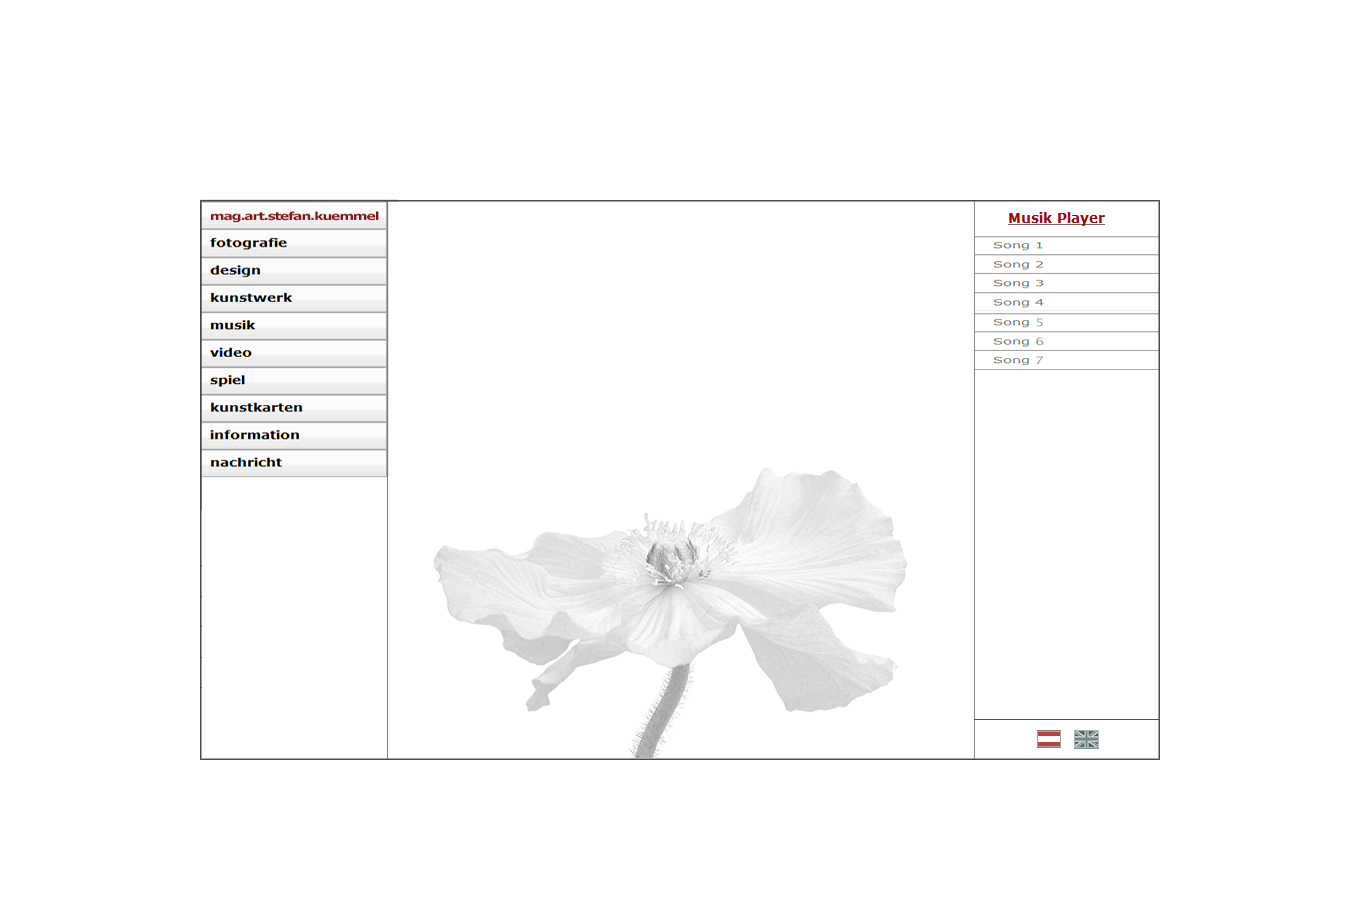 mag.art.stefan.kuemmel
fotografie
design
kunstwerk
musik
video
spiel
kunstkarten
information
nachricht
Musik Player
Song 1
Song 2
Song 3
Song 4
Song 5
Song 6
Song 7